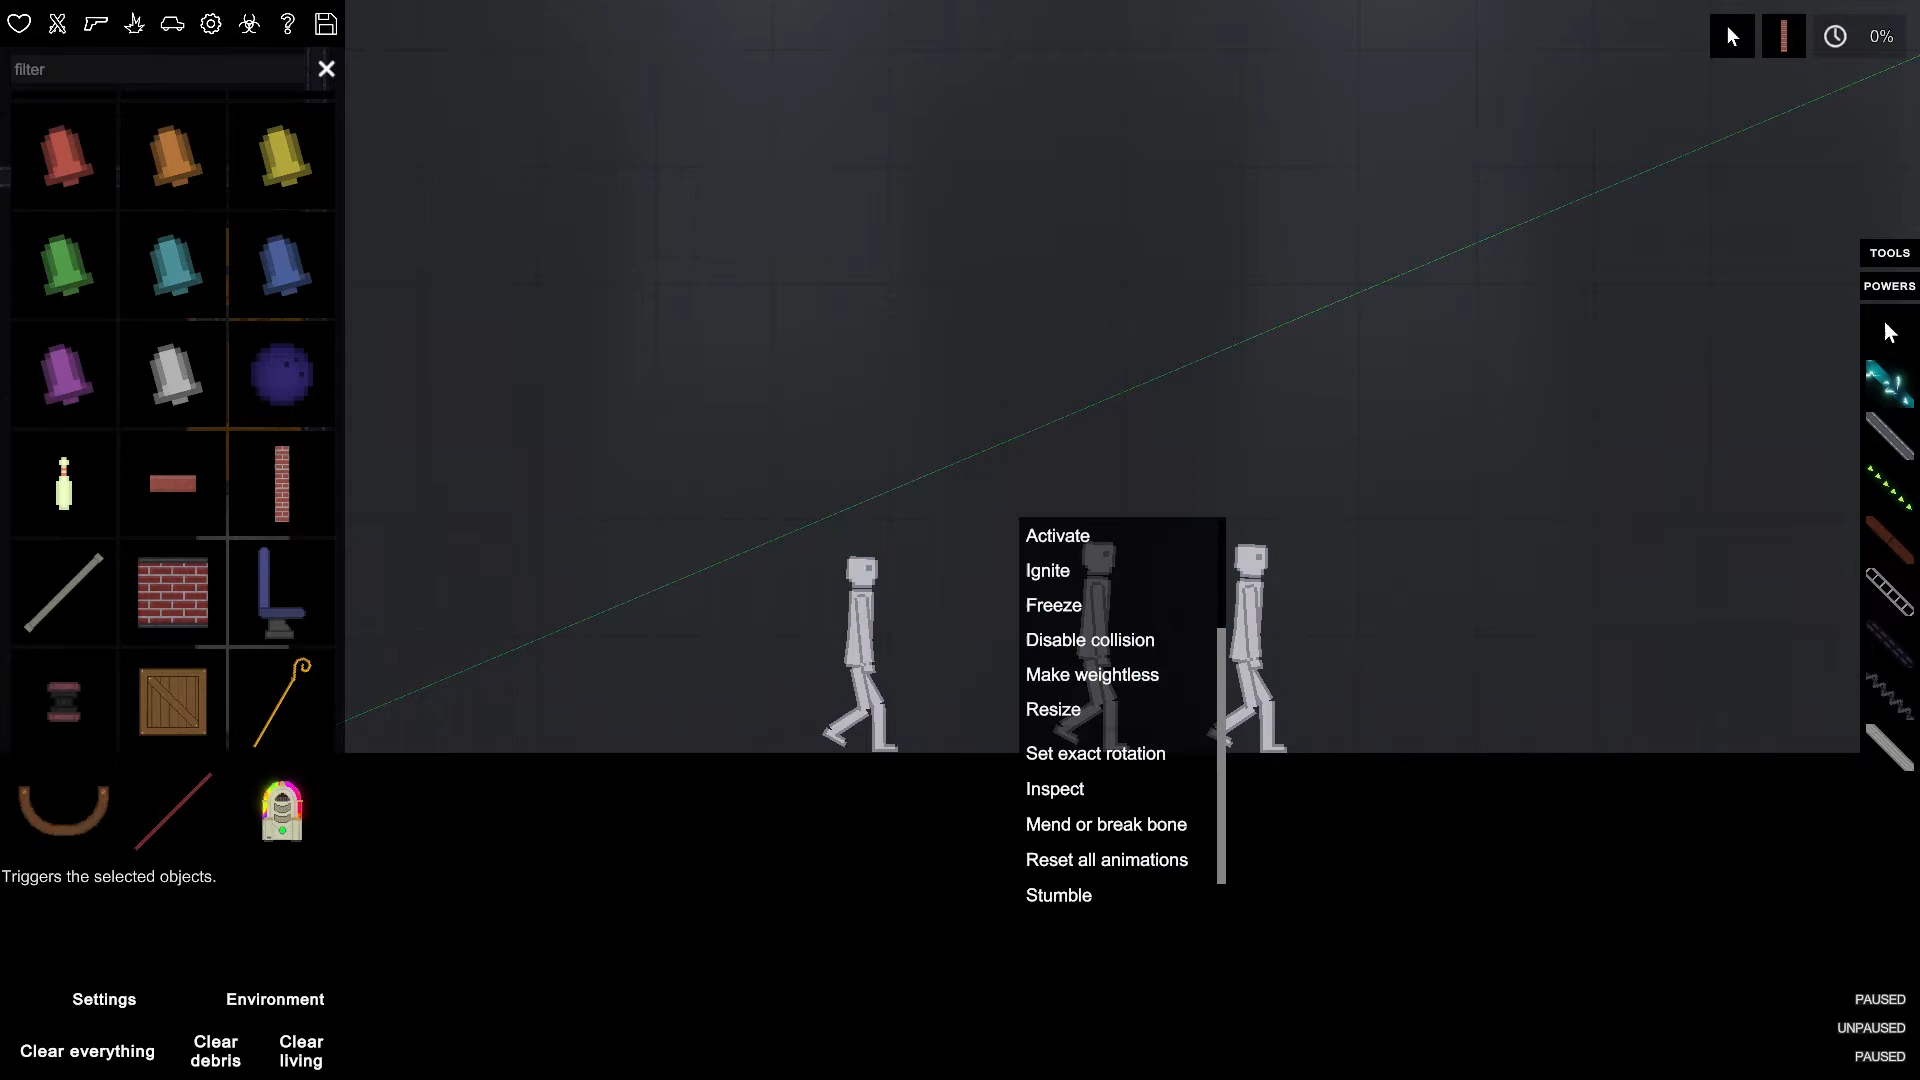 filter
0%
TOOLS
POWERS
Activate
Ignite
Freeze
Disable collision
Make weightless
Resize
Set exact rotation
Inspect
Mend or break bone
Reset all animations
Stumble
Triggers the selected objects.
Settings
Environment
Clear everything
Clear
debris
Clear
living
PAUSED
UNPAUSED
PAUSED